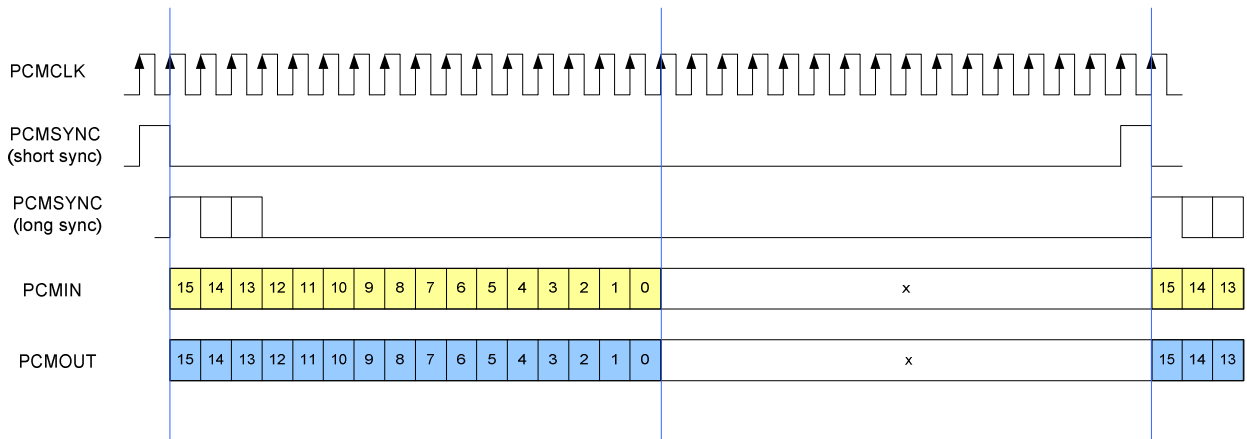 PCMCLK
PCMSYNC
(short sync)
PCMSYNC
(long sync)
PCMIN 15 14 13 12 11 10 9 8 7 6 5 4 3 2 1 0 x 15 14 13
PCMOUT 15 14 13 12 11 10 9 8 7 6 5 4 3 2 1 0 x 15 14 13